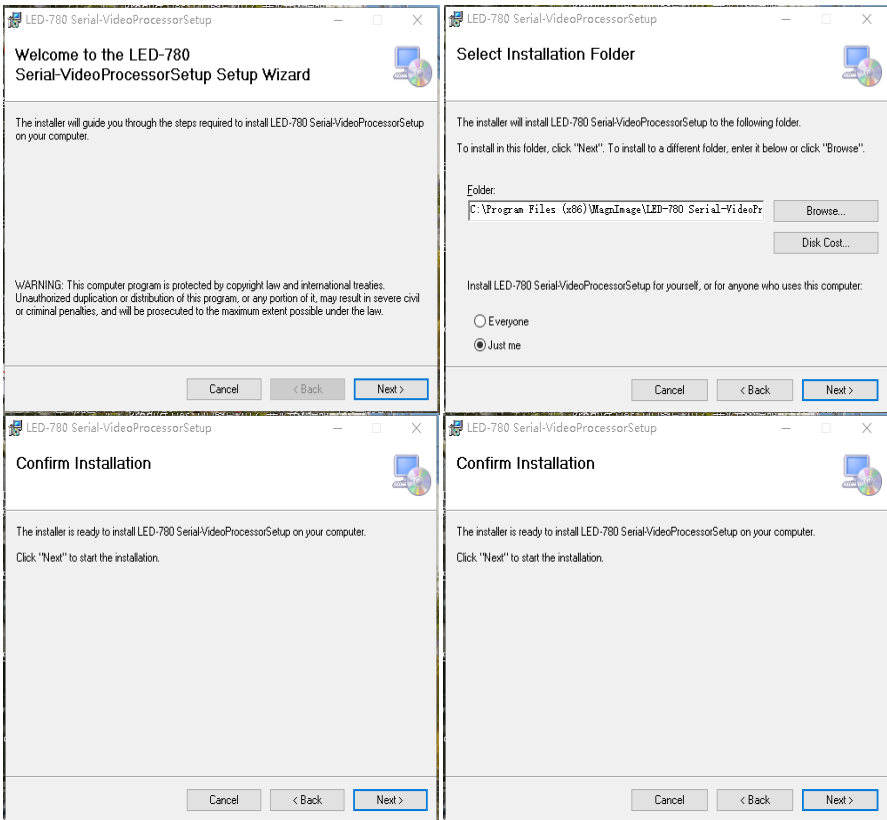 LED-780 Serial-VideoProcessorSetup
Welcome to the LED-780
Serial-VideoProcessorSetup Setup Wizard
The installer will guide you through the steps required to install LED-780 Serial-VideoProcessorSetup
on your computer.
WARNING: This computer program is protected by copyright law and international treaties.
Unauthorized duplication or distribution of this program, or any portion of it, may result in severe civil
or criminal penalties, and will be prosecuted to the maximum extent possible under the law.
Cancel
< Back
Next >
LED-780 Serial-VideoProcessorSetup
Select Installation Folder
The installer will install LED-780 Serial-VideoProcessorSetup to the following folder.
To install in this folder, click "Next". To install to a different folder, enter it below or click "Browse".
Folder:
C:\Program Files (x86)\MagnImage\LED-780 Serial-VideoPr
Browse...
Disk Cost...
Install LED-780 Serial-VideoProcessorSetup for yourself, or for anyone who uses this computer:
Everyone
Just me
Cancel
< Back
Next >
LED-780 Serial-VideoProcessorSetup
Confirm Installation
The installer is ready to install LED-780 Serial-VideoProcessorSetup on your computer.
Click "Next" to start the installation.
Cancel
< Back
Next >
LED-780 Serial-VideoProcessorSetup
Confirm Installation
The installer is ready to install LED-780 Serial-VideoProcessorSetup on your computer.
Click "Next" to start the installation.
Cancel
< Back
Next >